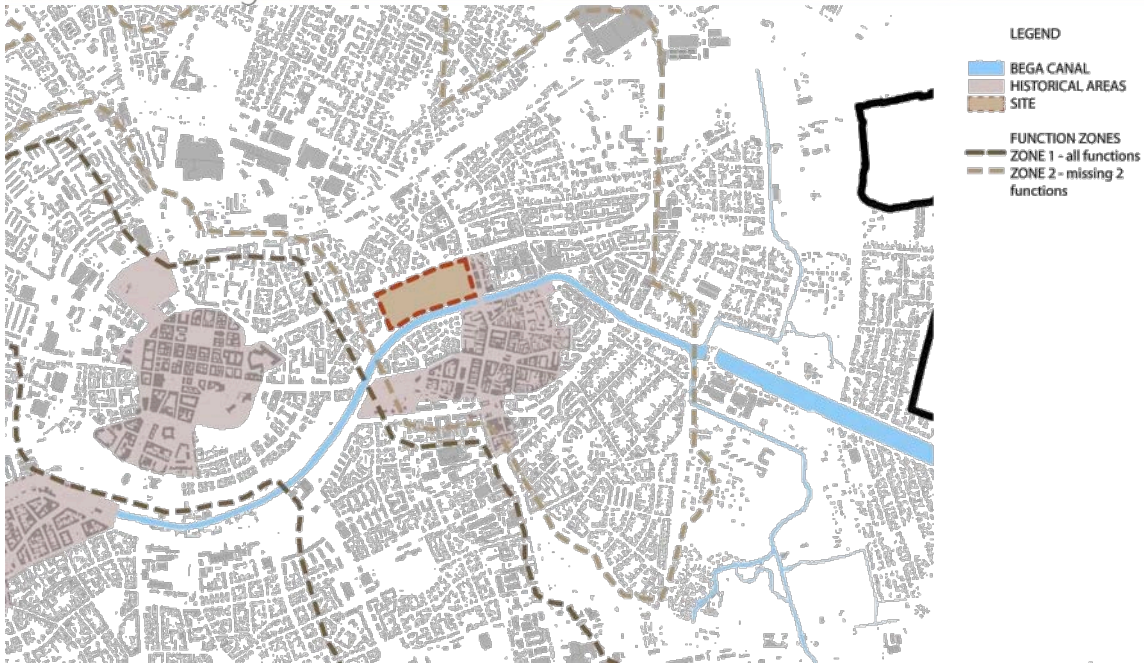 LEGEND
BEGA CANAL
HISTORICAL AREAS
SITE
FUNCTION ZONES
ZONE 1 - all functions
ZONE 2 - missing 2
functions